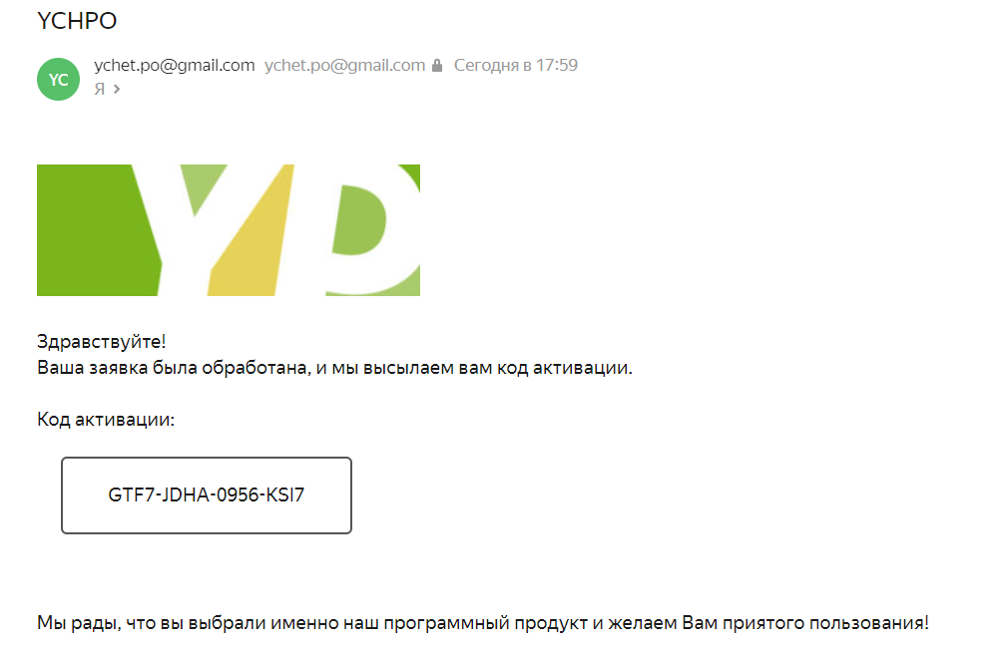 YCHPO
ychet.po@gmail.com ychet.po@gmail.com Сегодня в 17:59
YC
Я
Здравствуйте!
Ваша заявка была обработана, и мы высылаем вам код активации.
Код активации:
GTF7-JDHA-0956-KSI7
Мы рады, что вы выбрали именно наш программный продукт и желаем Вам приятого пользования!